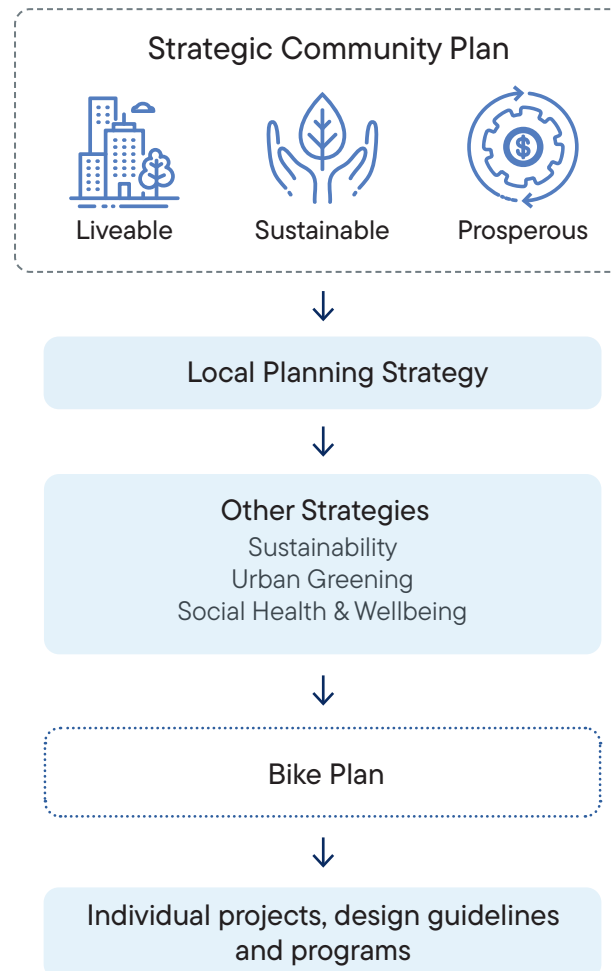 Strategic Community Plan
Liveable
Sustainable
Prosperous
Local Planning Strategy
Other Strategies
Sustainability
Urban Greening
Social Health & Wellbeing
Bike Plan
Individual projects, design guidelines
and programs